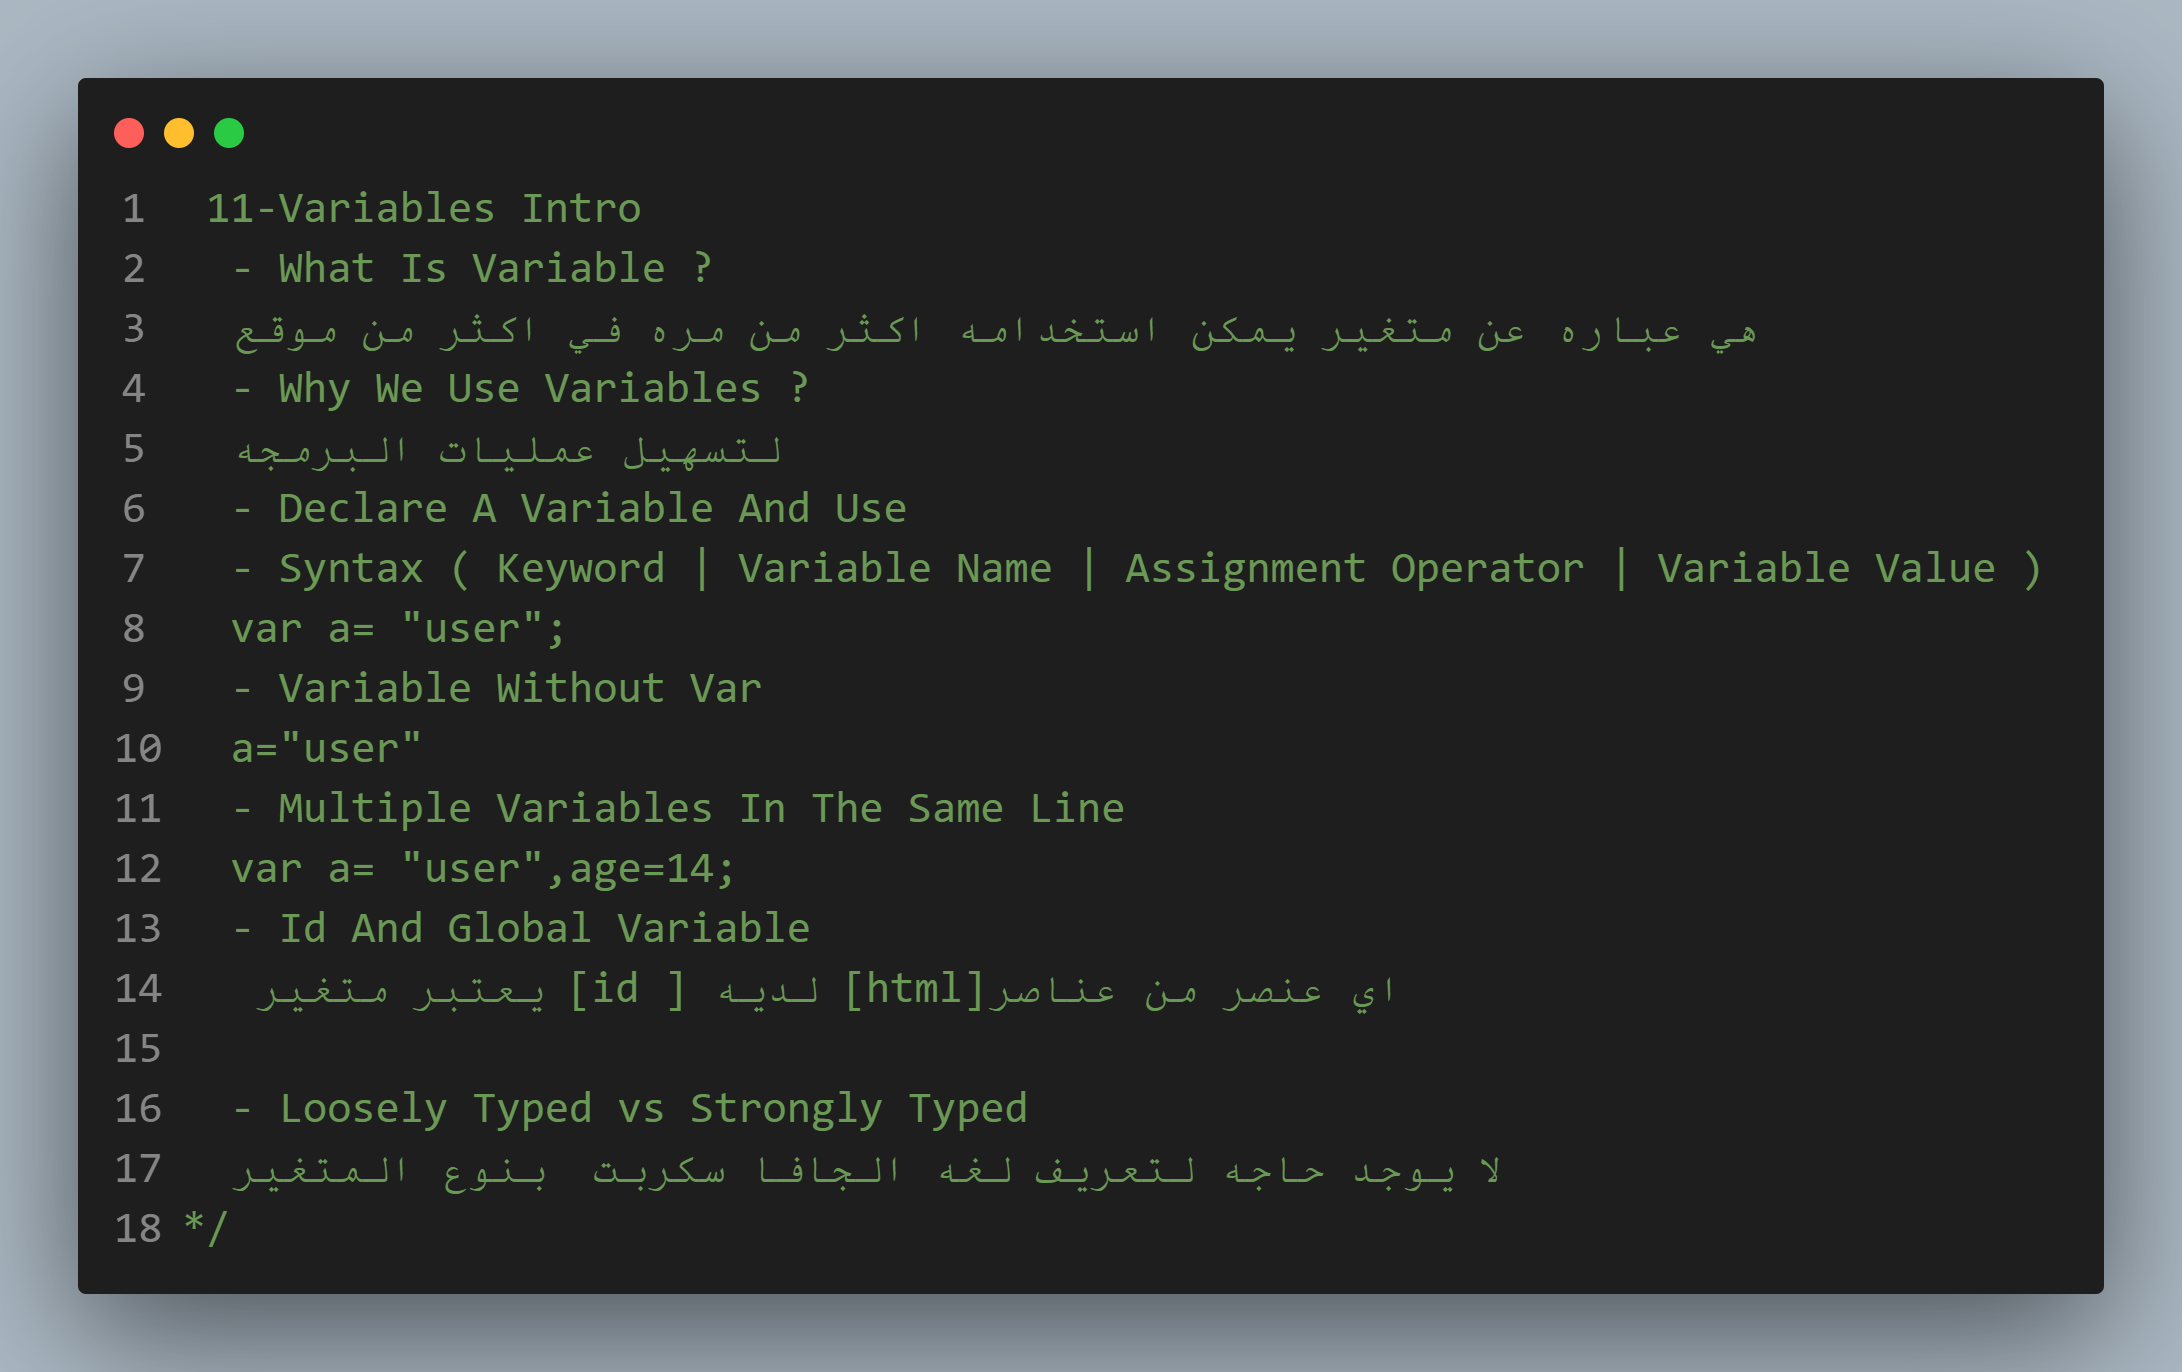 1 11-Variables Intro
2 - What Is Variable ?
3 هي عباره عن متغير يمكن استخدامه اكثر من مره في اكثر من موقع
4 - Why We Use Variables ?
5 لتسهيل عمليات البرمجه
6 - Declare A Variable And Use
7 - Syntax ( Keyword | Variable Name | Assignment Operator | Variable Value )
8 var a= "user";
9 - Variable Without Var
10 a="user"
11 - Multiple Variables In The Same Line
12 var a= "user",age=14;
13 - Id And Global Variable
14 اي عنصر من عناصر[html] لديه [ id] يعتبر متغير
15
16 - Loosely Typed vs Strongly Typed
17 لا يوجد حاجه لتعريف لغه الجافا سكربت بنوع المتغير
18 */